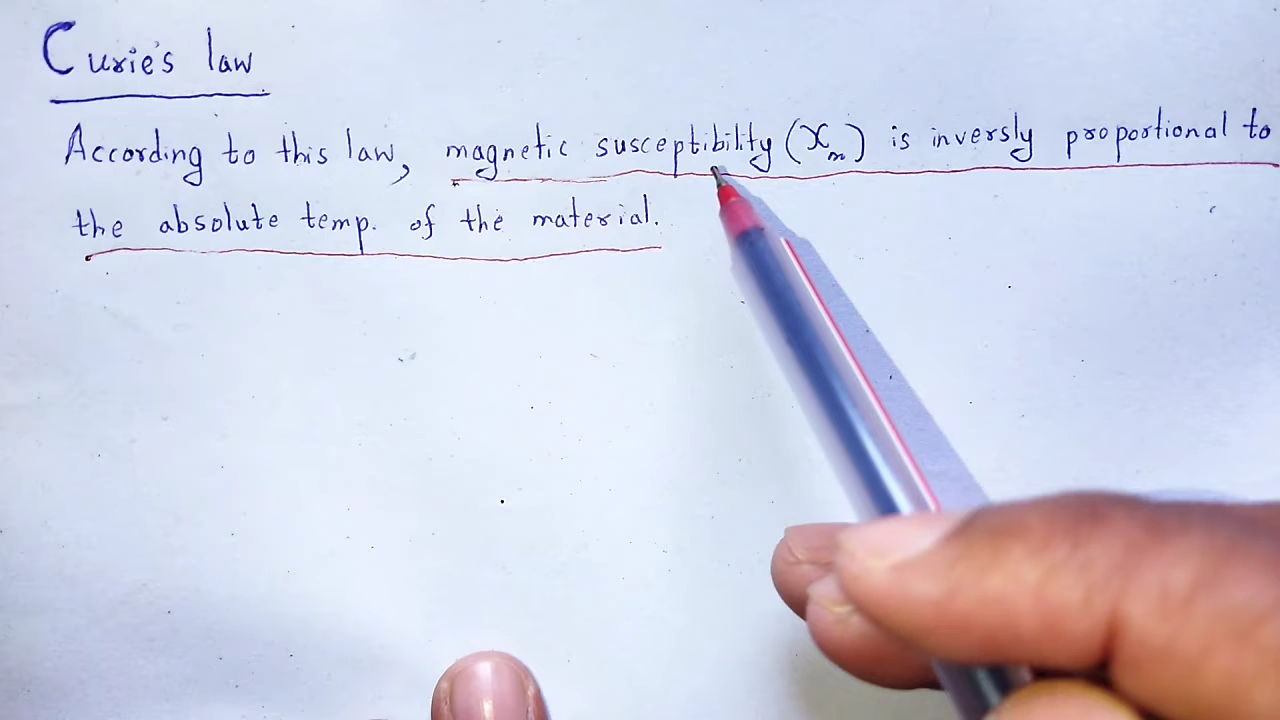 Curie's law
According to this law, magnetic susceptibility (χₘ) is inversly proportional to
the absolute temp. of the material.